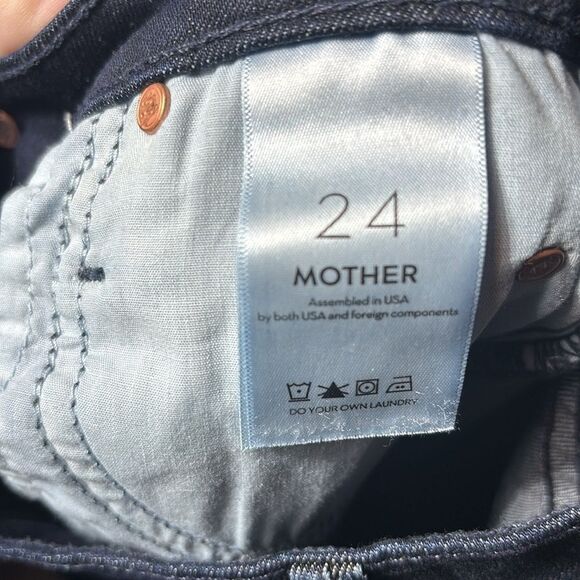 24
MOTHER
Assembled in USA
by both USA and foreign components
DO YOUR OWN LAUNDRY